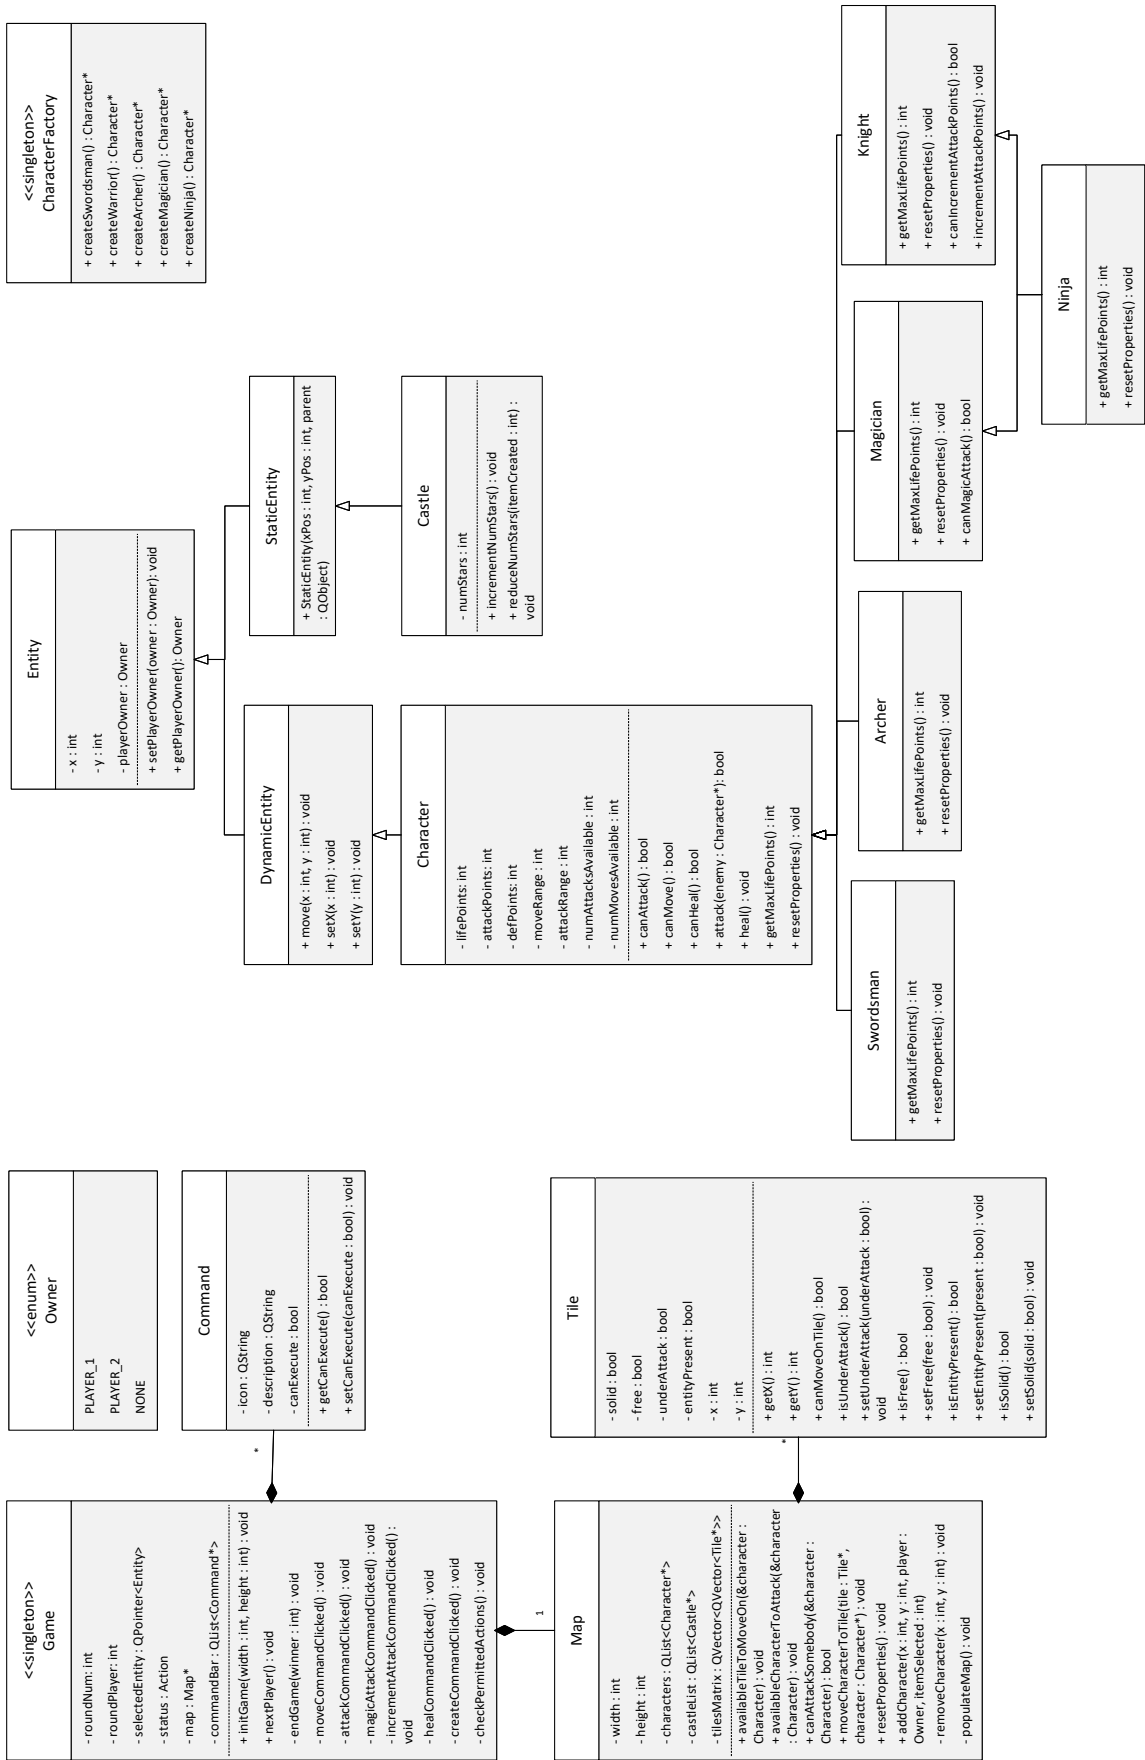 <<singleton>>
Game
- roundNum: int
- roundPlayer: int
- selectedEntity : QPointer<Entity>
- status : Action
- map : Map*
- commandBar : QList<Command*>
+ initGame(width : int, height : int) : void
+ nextPlayer() : void
- endGame(winner : int) : void
- moveCommandClicked() : void
- attackCommandClicked() : void
- magicAttackCommandClicked() : void
- incrementAttackCommandClicked() :
void
- healCommandClicked() : void
- createCommandClicked() : void
- checkPermittedActions() : void
*
1
<<enum>>
Owner
PLAYER_1
PLAYER_2
NONE
Command
- icon : QString
- description : QString
- canExecute : bool
+ getCanExecute() : bool
+ setCanExecute(canExecute : bool) : void
Map
- width : int
- height : int
- characters : QList<Character*>
- castleList : QList<Castle*>
- tilesMatrix : QVector<QVector<Tile*>>
+ availableTileToMoveOn(&character :
Character) : void
+ availableCharacterToAttack(&character
: Character) : void
+ canAttackSomebody(&character :
Character) : bool
+ moveCharacterToTile(tile : Tile*,
character : Character*) : void
+ resetProperties() : void
+ addCharacter(x : int, y : int, player :
Owner, itemSelected : int)
- removeCharacter(x : int, y : int) : void
- populateMap() : void
*
Tile
- solid : bool
- free : bool
- underAttack : bool
- entityPresent : bool
- x : int
- y : int
+ getX() : int
+ getY() : int
+ canMoveOnTile() : bool
+ isUnderAttack() : bool
+ setUnderAttack(underAttack : bool) :
void
+ isFree() : bool
+ setFree(free : bool) : void
+ isEntityPresent() : bool
+ setEntityPresent(present : bool) : void
+ isSolid() : bool
+ setSolid(solid : bool) : void
Entity
- x : int
- y : int
- playerOwner : Owner
+ setPlayerOwner(owner : Owner): void
+ getPlayerOwner(): Owner
<<singleton>>
CharacterFactory
+ createSwordsman() : Character*
+ createWarrior() : Character*
+ createArcher() : Character*
+ createMagician() : Character*
+ createNinja() : Character*
DynamicEntity
+ move(x : int, y : int) : void
+ setX(x : int) : void
+ setY(y : int) : void
StaticEntity
+ StaticEntity(xPos : int, yPos : int, parent
: QObject)
Character
- lifePoints: int
- attackPoints: int
- defPoints: int
- moveRange : int
- attackRange : int
- numAttacksAvailable : int
- numMovesAvailable : int
+ canAttack() : bool
+ canMove() : bool
+ canHeal() : bool
+ attack(enemy : Character*): bool
+ heal() : void
+ getMaxLifePoints() : int
+ resetProperties() : void
Castle
- numStars : int
+ incrementNumStars() : void
+ reduceNumStars(itemCreated : int) :
void
Swordsman
+ getMaxLifePoints() : int
+ resetProperties() : void
Archer
+ getMaxLifePoints() : int
+ resetProperties() : void
Magician
+ getMaxLifePoints() : int
+ resetProperties() : void
+ canMagicAttack() : bool
Knight
+ getMaxLifePoints() : int
+ resetProperties() : void
+ canIncrementAttackPoints() : bool
+ incrementAttackPoints() : void
Ninja
+ getMaxLifePoints() : int
+ resetProperties() : void